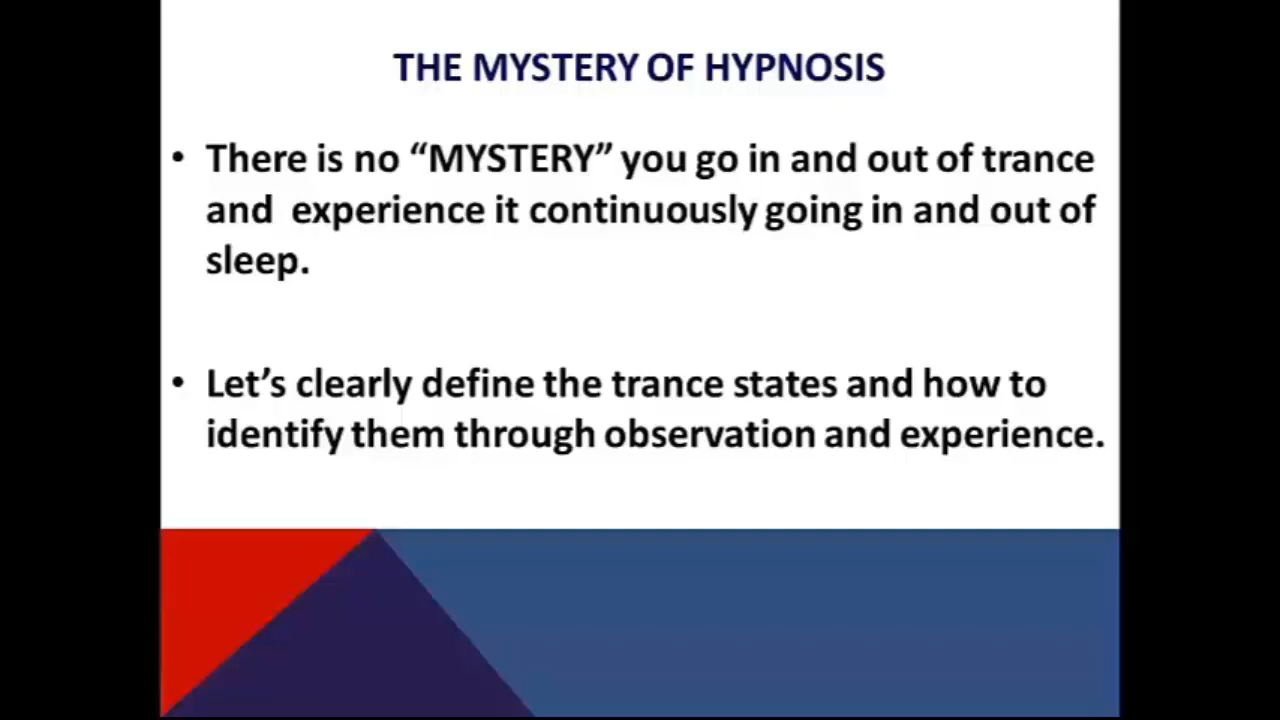 THE MYSTERY OF HYPNOSIS
• There is no “MYSTERY” you go in and out of trance
and experience it continuously going in and out of
sleep.
• Let’s clearly define the trance states and how to
identify them through observation and experience.